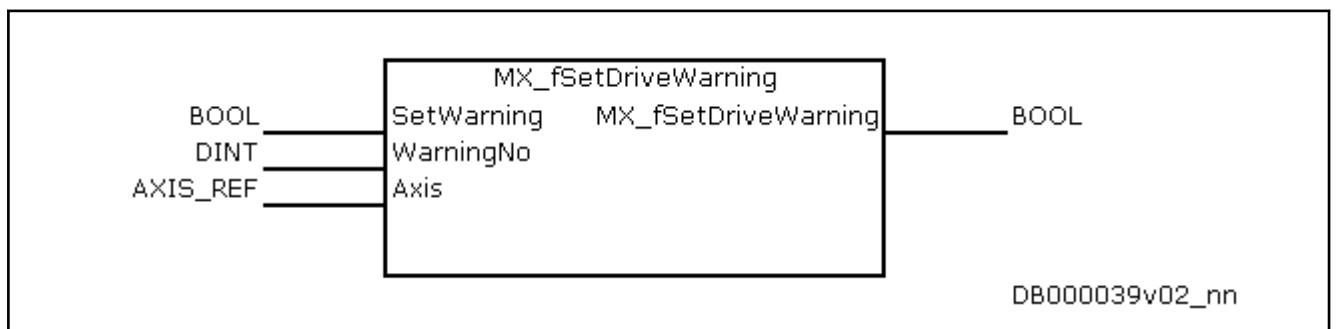 MX_fSetDriveWarning
BOOL SetWarning MX_fSetDriveWarning BOOL
DINT WarningNo
AXIS_REF Axis
DB000039v02_nn